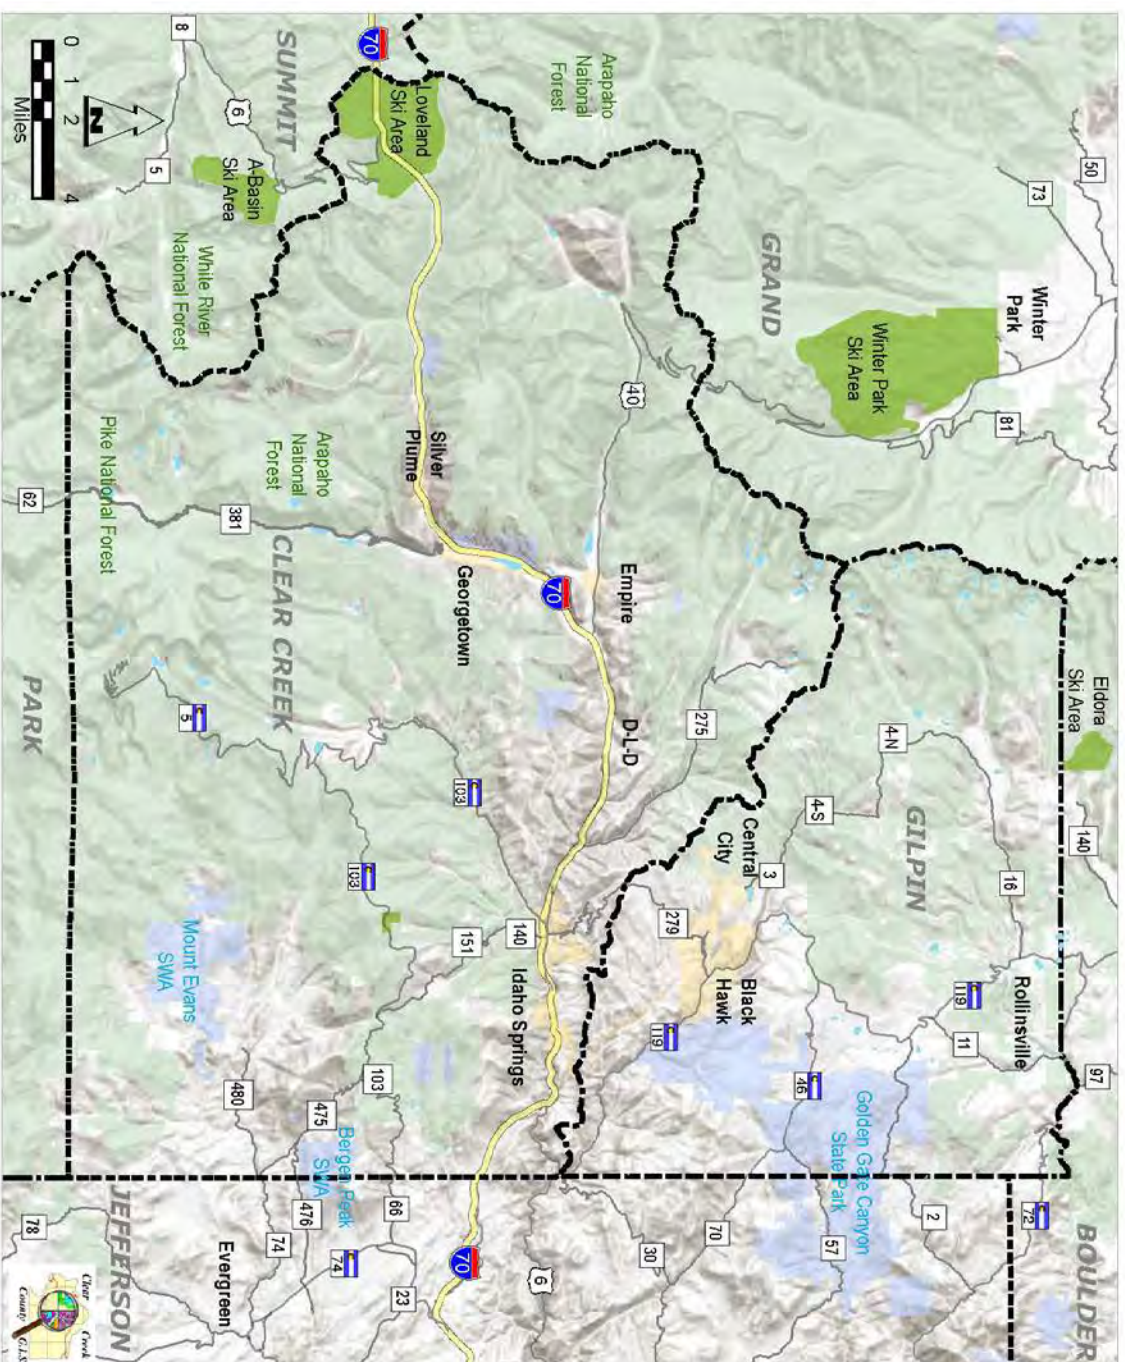 50
Eldora
Ski Area
140
97
BOULDER
73
Winter
Park
81
16
Rollinsville
72
119
11
2
GILPIN
4-N
Winter Park
Ski Area
Golden Gate Canyon
State Park
57
4-S
46
GRAND
3
Central
City
Black
Hawk
70
275
279
119
30
40
Empire
D-L-D
Arapaho
National
Forest
70
6
Idaho Springs
140
Silver
Plume
Georgetown
103
151
70
Loveland
Ski Area
70
103
103
66
23
Arapaho
National
Forest
475
Bergen Peak
SWA
476
74
74
SUMMIT
CLEAR CREEK
A-Basin
Ski Area
6
381
480
Evergreen
White River
National Forest
5
Mount Evans
SWA
8
5
Pike National Forest
JEFFERSON
N
0 1 2 4
Miles
62
PARK
78
Clear Creek
County G.I.S.